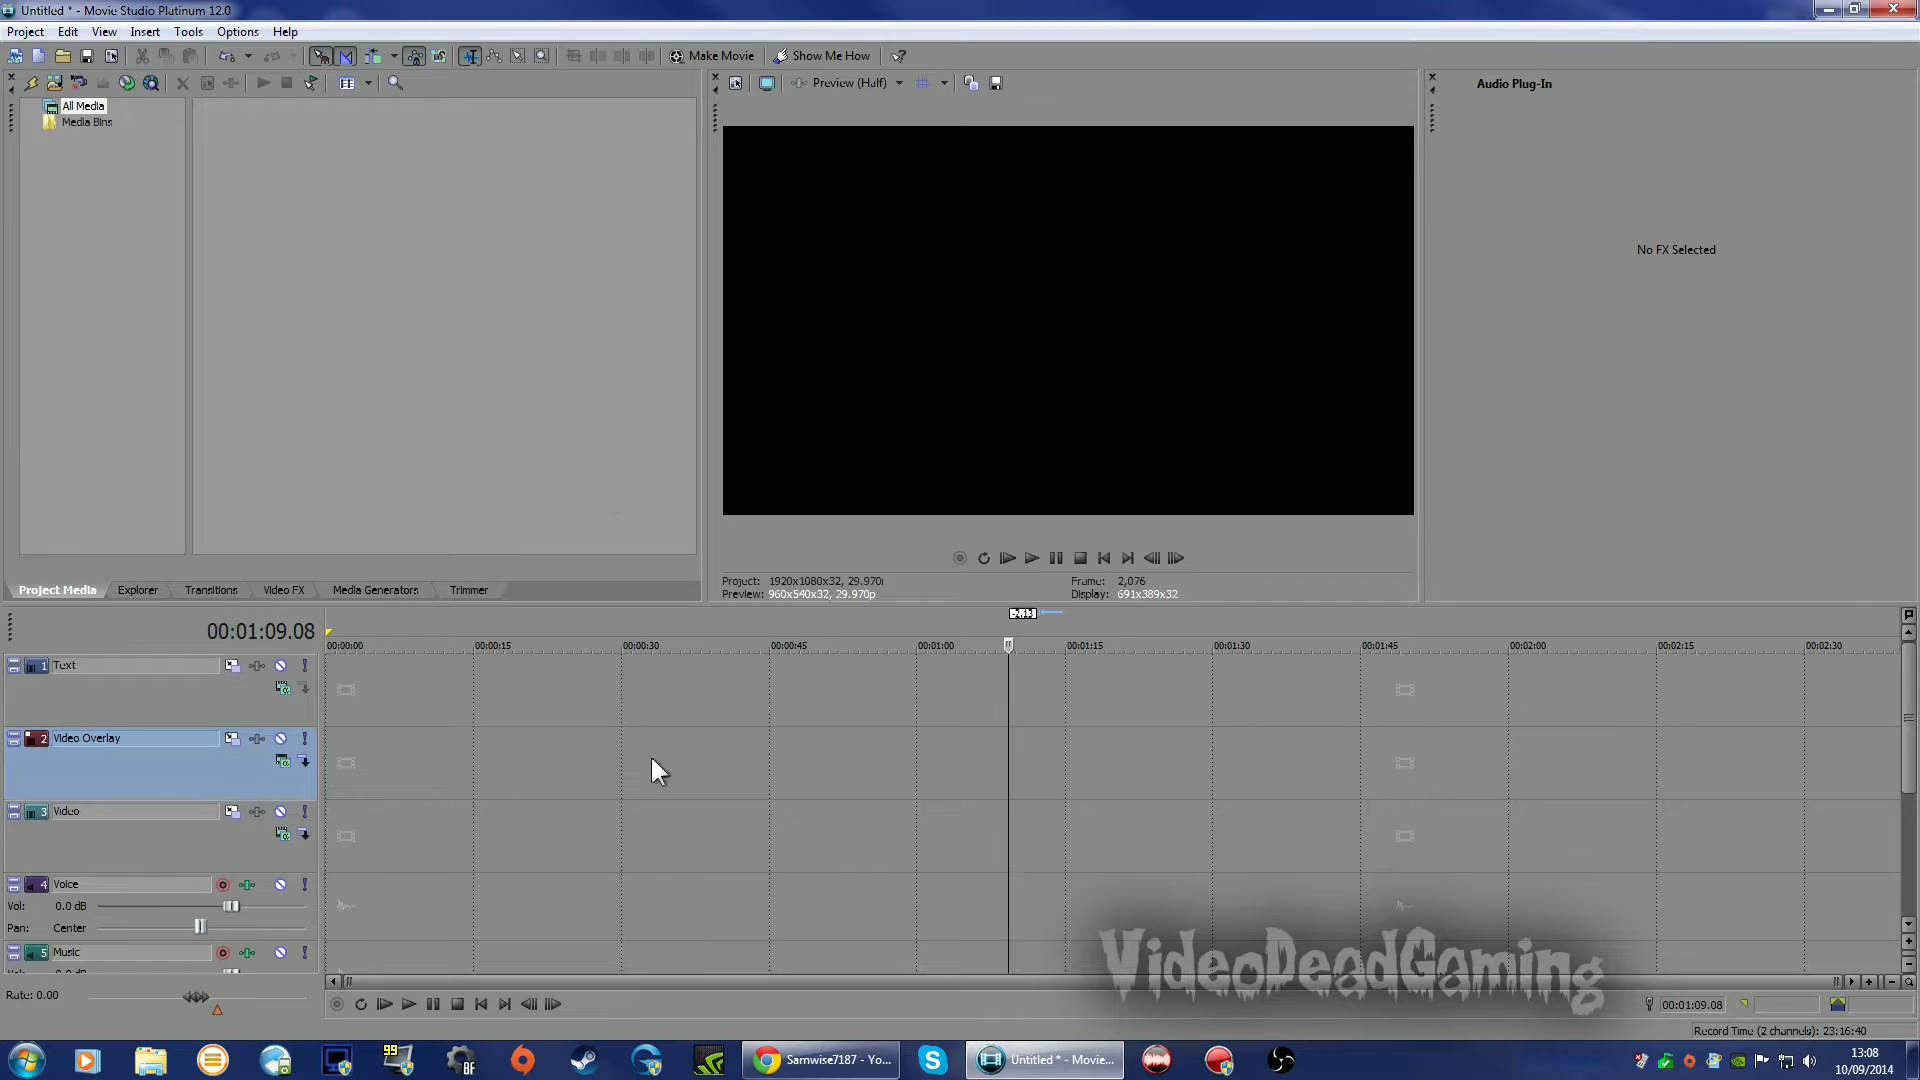 Untitled * - Movie Studio Platinum 12.0
Project Edit View Insert Tools Options Help
Make Movie Show Me How
All Media
Media Bins
Preview (Half)
Audio Plug-In
No FX Selected
Project: 1920x1080x32, 29.970i
Preview: 960x540x32, 29.970p
Frame: 2,076
Display: 691x389x32
Project Media Explorer Transitions Video FX Media Generators Trimmer
00:01:09.08
00:00:00 00:00:15 00:00:30 00:00:45 00:01:00 00:01:15 00:01:30 00:01:45 00:02:00 00:02:15 00:02:30
1 Text
2 Video Overlay
3 Video
4 Voice
Vol: 0.0 dB
Pan: Center
5 Music
Rate: 0.00
VideoDeadGaming
00:01:09.08
Record Time (2 channels): 23:16:40
99
BF
Samwise7187 - Yo...
Untitled * - Movie...
13:08
10/09/2014